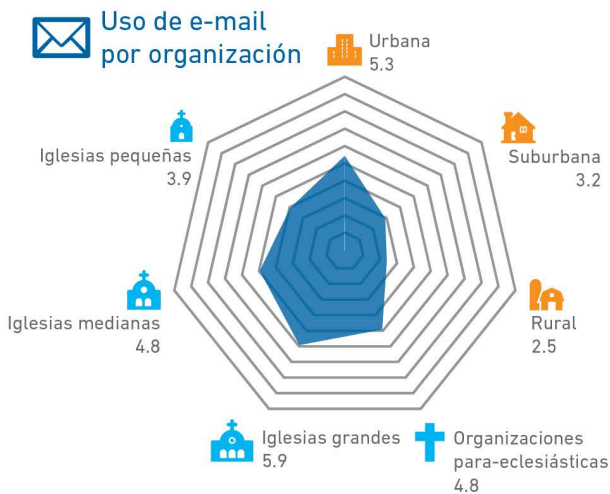 Uso de e-mail
por organización
Urbana
5.3
Suburbana
3.2
Rural
2.5
Organizaciones
para-eclesiásticas
4.8
Iglesias grandes
5.9
Iglesias medianas
4.8
Iglesias pequeñas
3.9